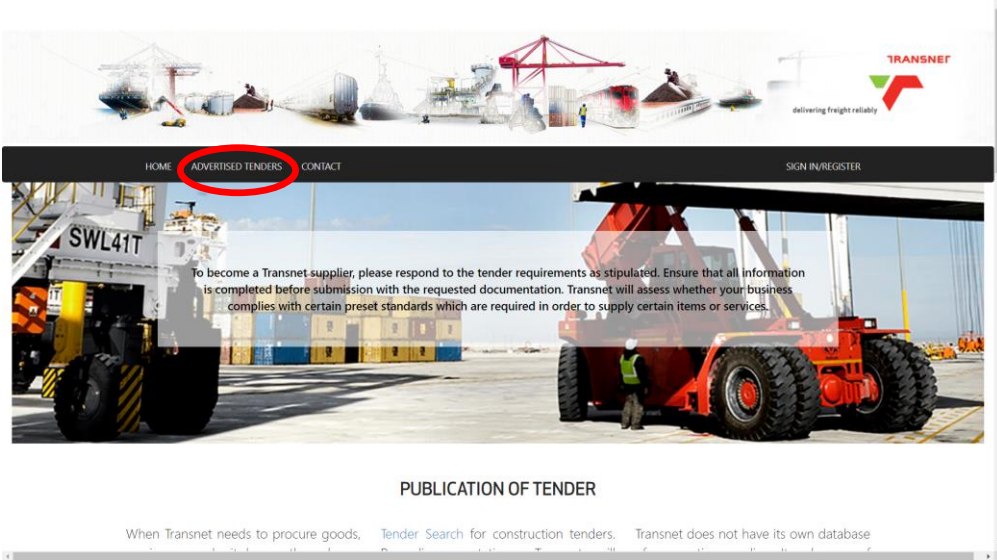 TRANSNET
delivering freight reliably
HOME ADVERTISED TENDERS CONTACT SIGN IN/REGISTER
SWL41T
To become a Transnet supplier, please respond to the tender requirements as stipulated. Ensure that all information
is completed before submission with the requested documentation. Transnet will assess whether your business
complies with certain preset standards which are required in order to supply certain items or services.
PUBLICATION OF TENDER
When Transnet needs to procure goods,
Tender Search for construction tenders.
Transnet does not have its own database